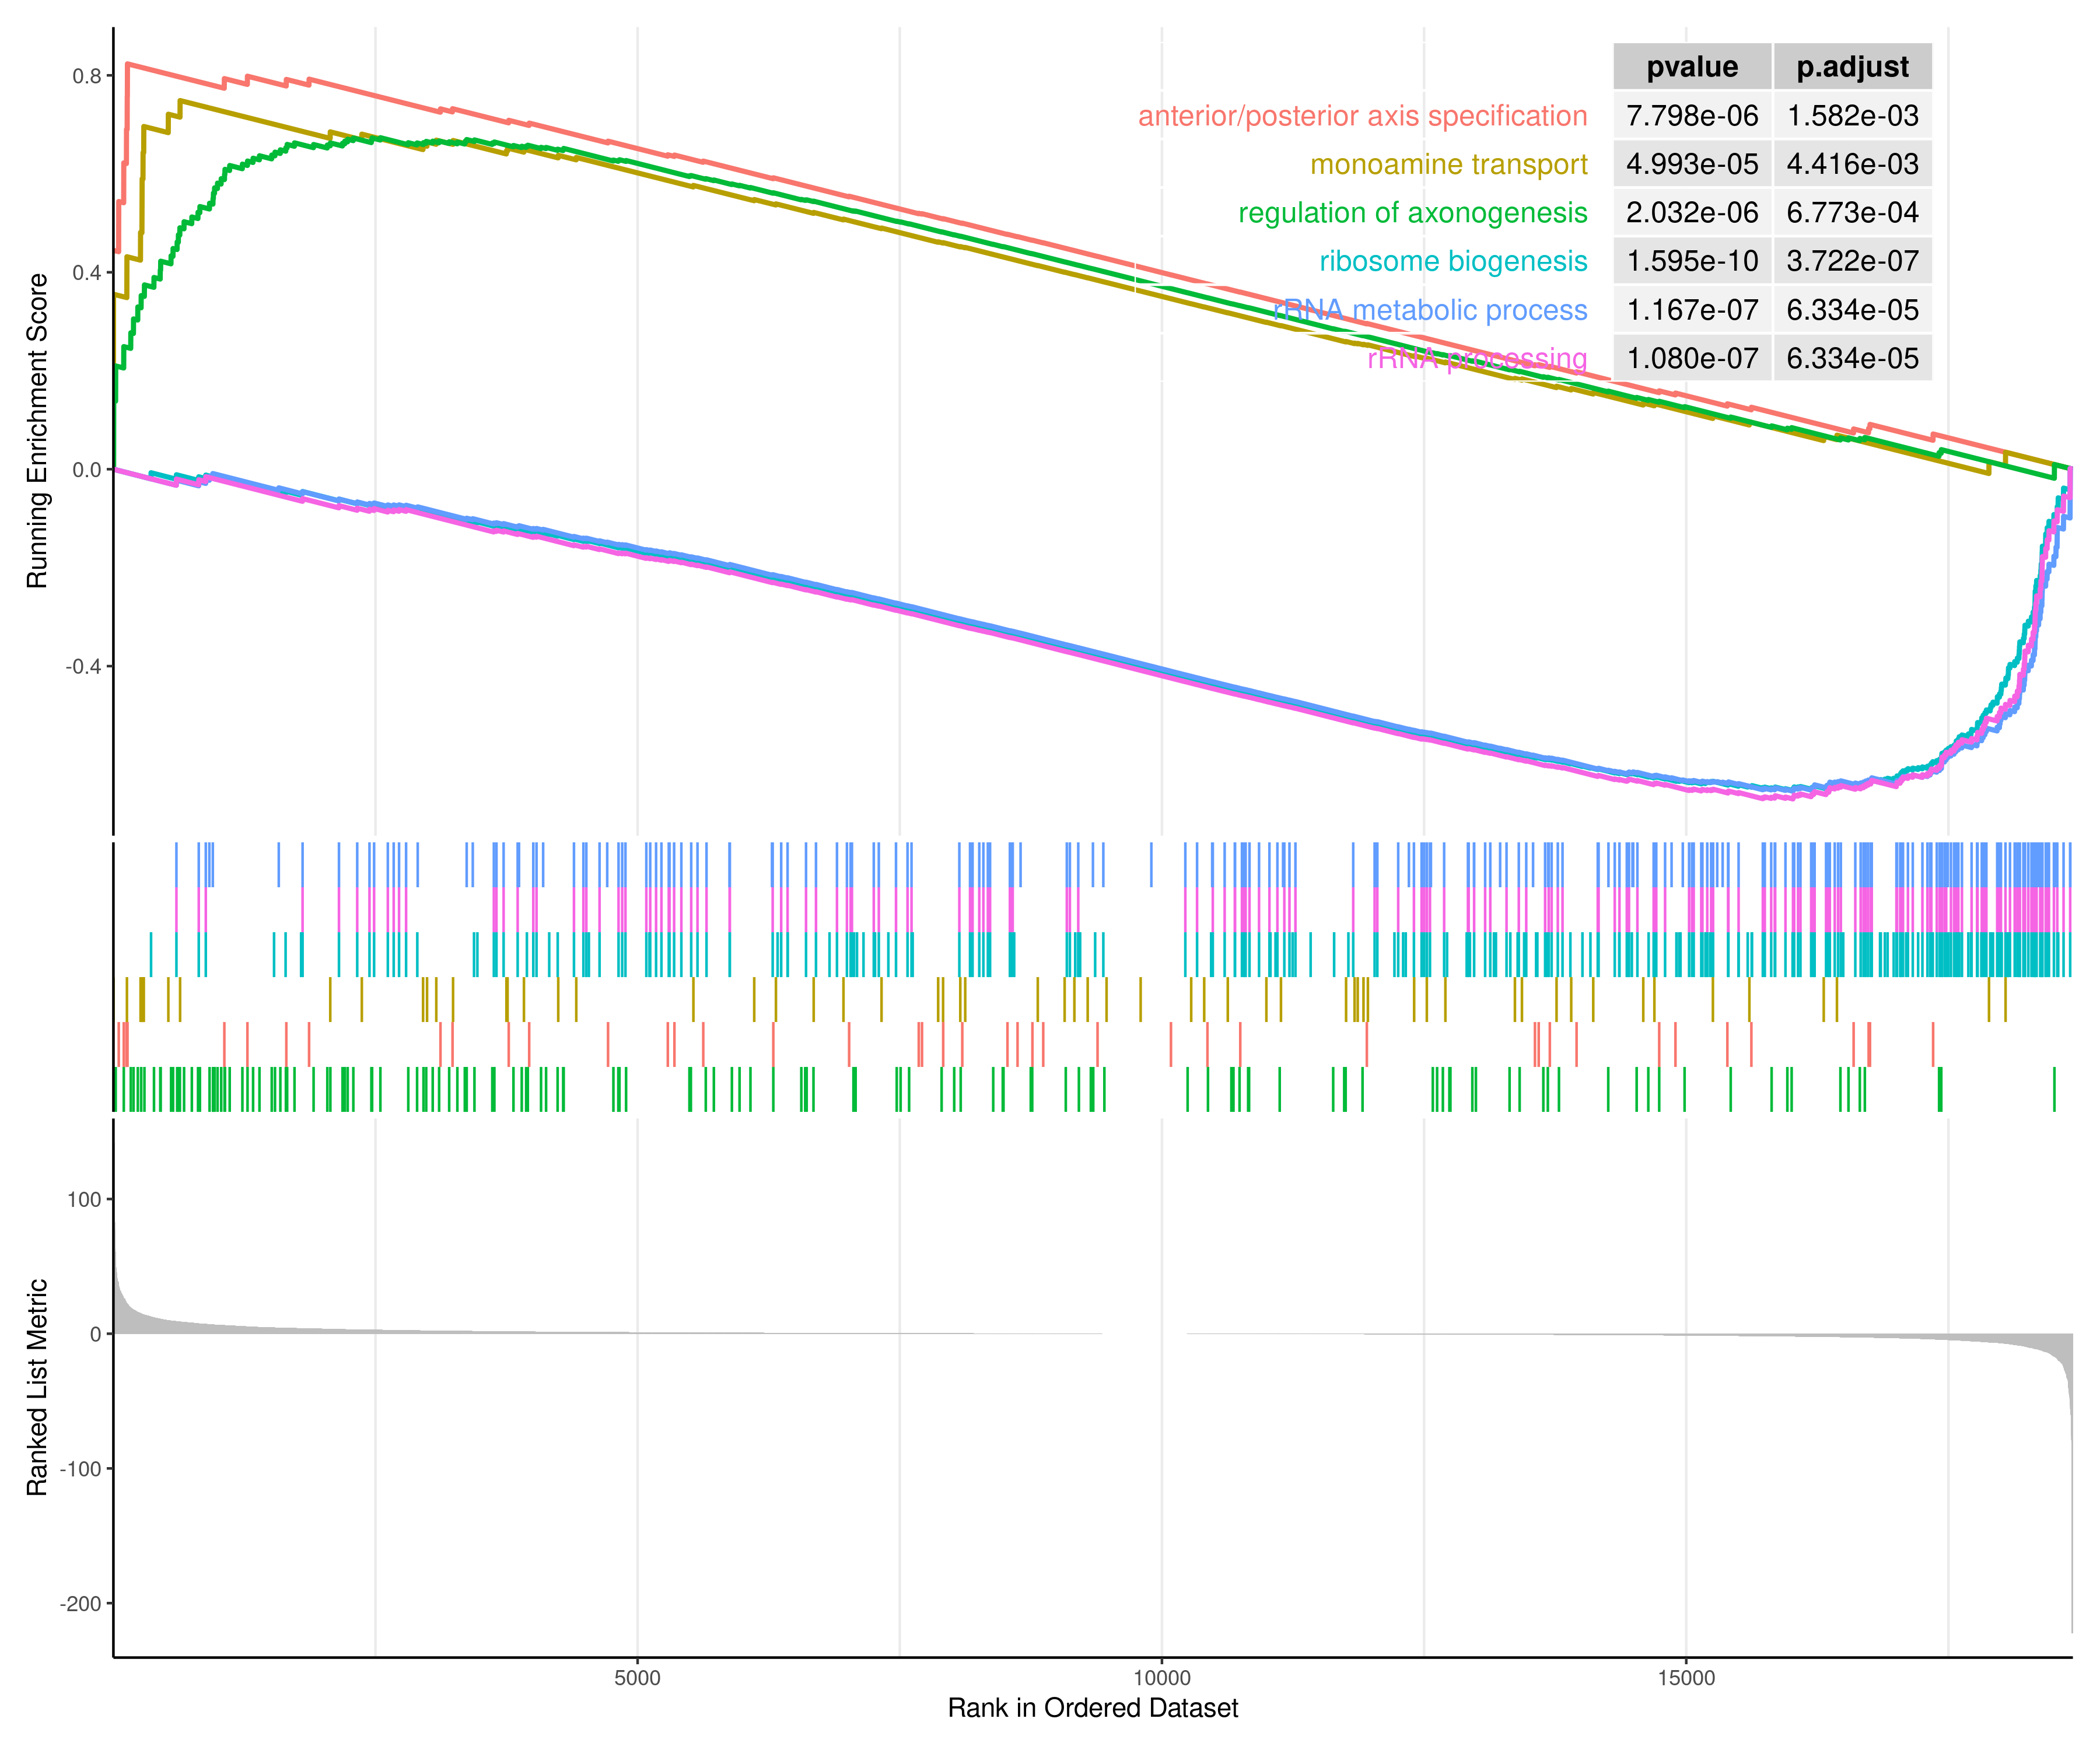 pvalue p.adjust
anterior/posterior axis specification 7.798e-06 1.582e-03
monoamine transport 4.993e-05 4.416e-03
regulation of axonogenesis 2.032e-06 6.773e-04
ribosome biogenesis 1.595e-10 3.722e-07
rRNA metabolic process 1.167e-07 6.334e-05
rRNA processing 1.080e-07 6.334e-05
Running Enrichment Score
0.8
0.4
0.0
-0.4
Ranked List Metric
100
0
-100
-200
5000 10000 15000
Rank in Ordered Dataset